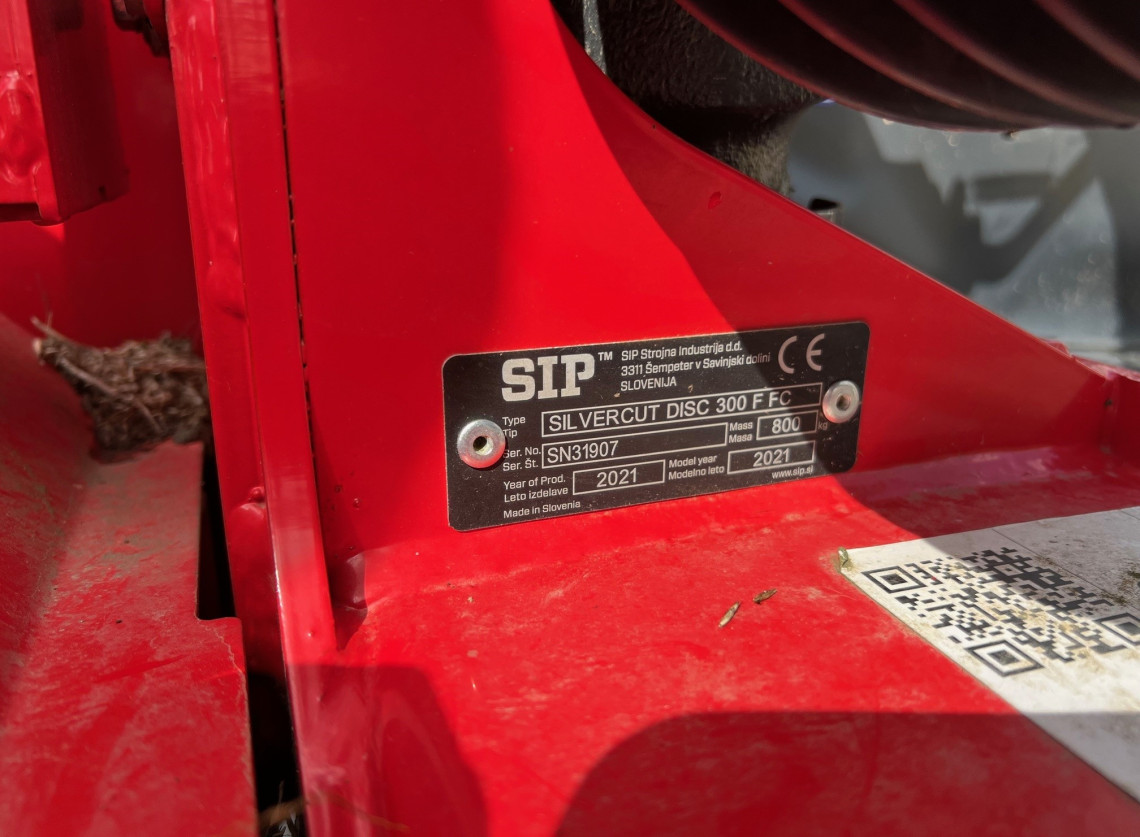 SIP™
SIP Strojna Industrija d.d.
3311 Šempeter v Savinjski dolini
SLOVENIJA
CE
Type
Tip
SILVERCUT DISC 300 F FC
Ser. No.
Ser. Št.
SN31907
Mass
Masa
800
kg
Year of Prod.
Leto izdelave
2021
Model year
Modelno leto
2021
Made in Slovenia
www.sip.si